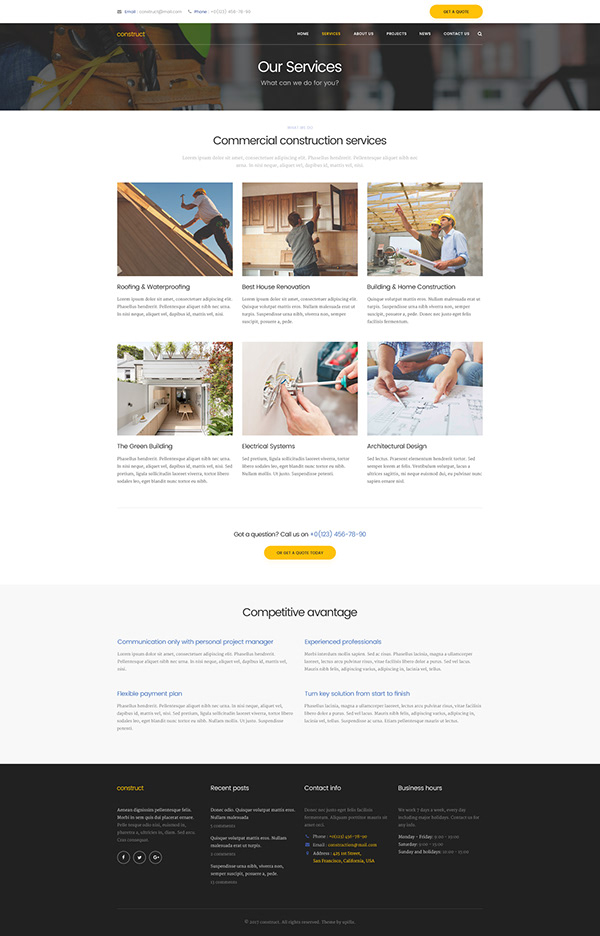 Email : construct@mail.com
Phone : +0(123) 456-78-90
GET A QUOTE
construct
HOME SERVICES ABOUT US PROJECTS NEWS CONTACT US
Our Services
What can we do for you?
WHAT WE DO
Commercial construction services
Lorem ipsum dolor sit amet, consectetuer adipiscing elit. Phasellus hendrerit. Pellentesque aliquet nibh nec
urna. In nisi neque, aliquet vel, dapibus id, mattis vel, nisi.
Roofing & Waterproofing
Lorem ipsum dolor sit amet, consectetuer adipiscing elit.
Phasellus hendrerit. Pellentesque aliquet nibh nec urna.
In nisi neque, aliquet vel, dapibus id, mattis vel, nisi.
Best House Renovation
Lorem ipsum dolor sit amet, consectetuer adipiscing elit.
Quisque volutpat mattis eros. Nullam malesuada erat
ut turpis. Suspendisse urna nibh viverra non, semper
suscipit, posuere a, pede.
Building & Home Construction
Quisque volutpat mattis eros. Nullam malesuada erat ut
turpis. Suspendisse urna nibh viverra non, semper
suscipit, posuere a, pede. Donec nec justo eget felis
facilisis fermentum.
The Green Building
Phasellus hendrerit. Pellentesque aliquet nibh nec urna.
In nisi neque, aliquet vel, dapibus id, mattis vel, nisi. Sed
pretium, ligula sollicitudin laoreet viverra, tortor libero
sodales leo, eget blandit nunc tortor eu nibh.
Electrical Systems
Sed pretium, ligula sollicitudin laoreet viverra, tortor
libero sodales leo, eget blandit nunc tortor eu nibh.
Nullam mollis. Ut justo. Suspendisse potenti.
Architectural Design
Sed lectus. Praesent elementum hendrerit tortor. Sed
semper lorem at felis. Vestibulum volutpat, lacus a
ultrices sagittis, mi neque euismod dui, eu pulvinar nunc
sapien ornare nisl.
Got a question? Call us on +0(123) 456-78-90
OR GET A QUOTE TODAY
Competitive avantage
Communication only with personal project manager
Lorem ipsum dolor sit amet, consectetuer adipiscing elit. Phasellus hendrerit.
Pellentesque aliquet nibh nec urna. In nisi neque, aliquet vel, dapibus id, mattis vel,
nisi.
Experienced professionals
Morbi interdum mollis sapien. Sed ac risus. Phasellus lacinia, magna a ullamcorper
laoreet, lectus arcu pulvinar risus, vitae facilisis libero dolor a purus. Sed vel lacus.
Mauris nibh felis, adipiscing varius, adipiscing in, lacinia vel, tellus.
Flexible payment plan
Phasellus hendrerit. Pellentesque aliquet nibh nec urna. In nisi neque, aliquet vel,
dapibus id, mattis vel, nisi. Sed pretium, ligula sollicitudin laoreet viverra, tortor libero
sodales leo, eget blandit nunc tortor eu nibh. Nullam mollis. Ut justo. Suspendisse
potenti.
Turn key solution from start to finish
Phasellus lacinia, magna a ullamcorper laoreet, lectus arcu pulvinar risus, vitae facilisis
libero dolor a purus. Sed vel lacus. Mauris nibh felis, adipiscing varius, adipiscing in,
lacinia vel, tellus. Suspendisse ac urna. Etiam pellentesque mauris ut lectus.
construct
Aenean dignissim pellentesque felis.
Morbi in sem quis dui placerat ornare.
Pede neque odio, euismod in,
pharetra a, ultricies in, diam. Sed arcu.
Cras consequat.
Recent posts
Donec odio. Quisque volutpat mattis eros.
Nullam malesuada
Quisque volutpat mattis eros. Nullam
malesuada erat ut turpis.
Suspendisse urna nibh, viverra non,
semper suscipit, posuere a, pede.
12 comments
Contact info
Donec nec justo eget felis facilisis
fermentum. Aliquam porttitor mauris sit
amet orci.
Phone : +0(123) 456-78-90
Email : construction@mail.com
Address : 425 1st Street,
San Francisco, California, USA
Business hours
We work 7 days a week, every day
including major holidays. Contact us for
any info.
Monday - Friday: 9:00 - 19:00
Saturday:
Sunday and holidays:
© 2017 construct. All rights reserved. Theme by